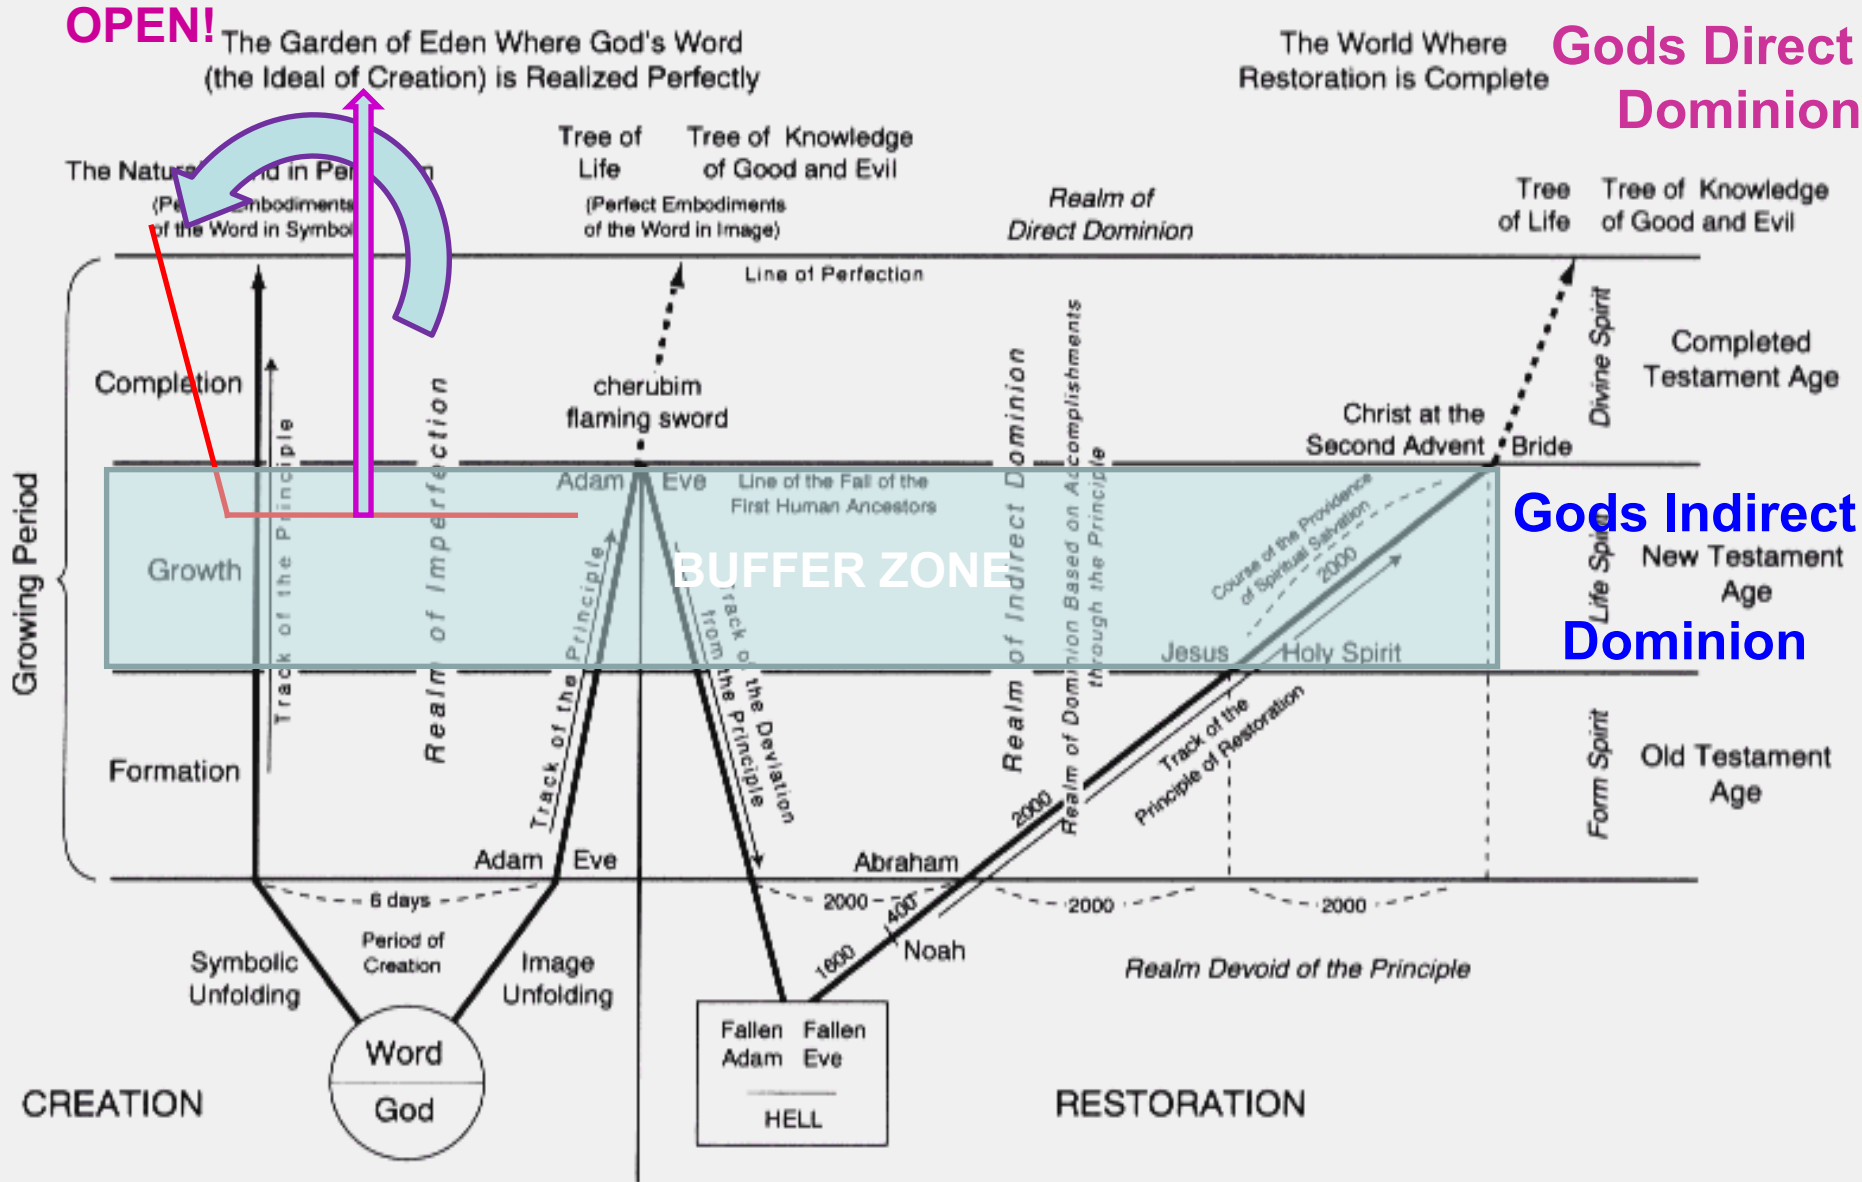 OPEN!
The Garden of Eden Where God's Word
(the Ideal of Creation) is Realized Perfectly
The World Where
Restoration is Complete
Gods Direct
Dominion
Tree of
Life
Tree of Knowledge
of Good and Evil
(Perfect Embodiments
of the Word in Image)
The Natural in
of the Word in Symbol
Realm of
Direct Dominion
Tree
of Life
Tree of Knowledge
of Good and Evil
Line of Perfection
Growing Period
Completion
Growth
Formation
Track of the Principle
Realm of Imperfection
cherubim
flaming sword
Adam Eve
Line of the Fall of the
First Human Ancestors
BUFFER ZONE
Track of the Principle
Track of the Deviation
from the Principle
Realm of Indirect Dominion
Realm of Dominion Based on Accomplishments
through the Principle
Christ at the
Second Advent
Bride
Course of the Providence
of Spiritual Salvation
2000
Jesus
Holy Spirit
Track of the
Principle of Restoration
2000
Divine Spirit
Life Spirit
Form Spirit
Completed
Testament Age
Gods Indirect
New Testament
Age
Dominion
Old Testament
Age
Adam Eve
Abraham
6 days
2000
2000
2000
400
1600
Noah
Period of
Creation
Symbolic
Unfolding
Image
Unfolding
Realm Devoid of the Principle
Word
God
Fallen Fallen
Adam Eve
HELL
CREATION
RESTORATION